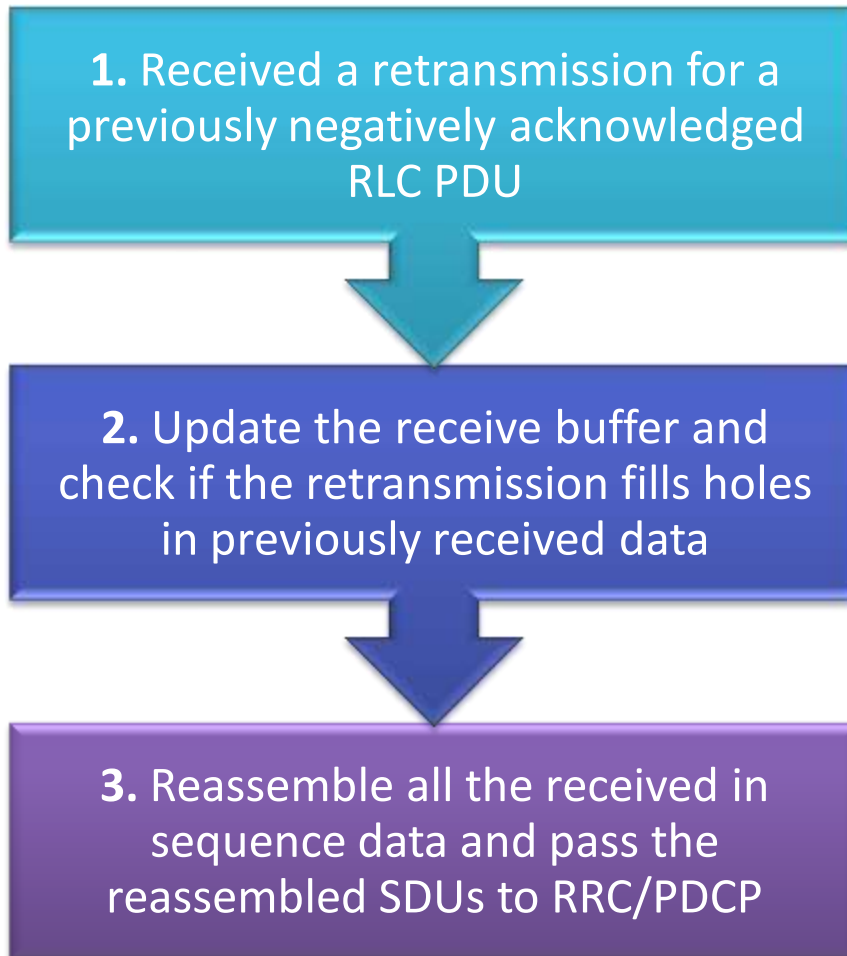 1. Received a retransmission for a
previously negatively acknowledged
RLC PDU
2. Update the receive buffer and
check if the retransmission fills holes
in previously received data
3. Reassemble all the received in
sequence data and pass the
reassembled SDUs to RRC/PDCP